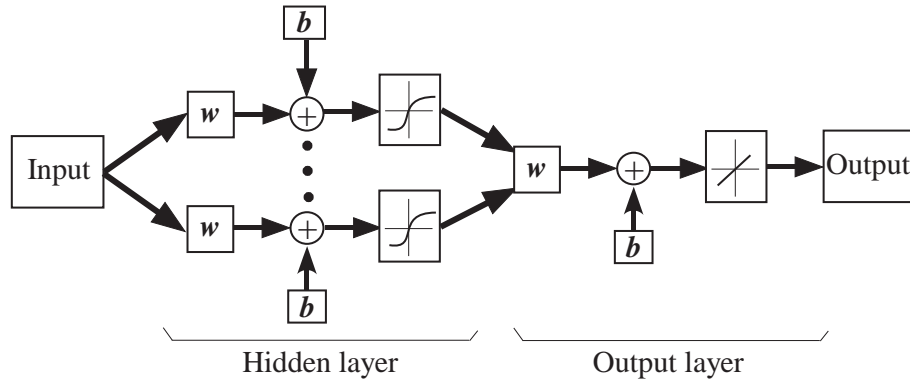 b
w
+
Input
w
+
Output
w
+
b
b
Hidden layer
Output layer